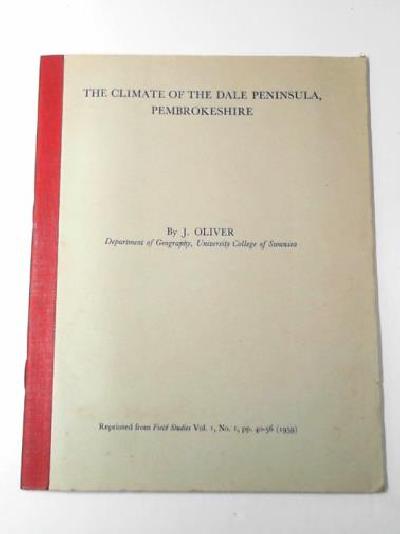 THE CLIMATE OF THE DALE PENINSULA,
PEMBROKESHIRE
By J. OLIVER
Department of Geography, University College of Swansea
Reprinted from Field Studies Vol. 1, No. 1, pp. 40-56 (1959)